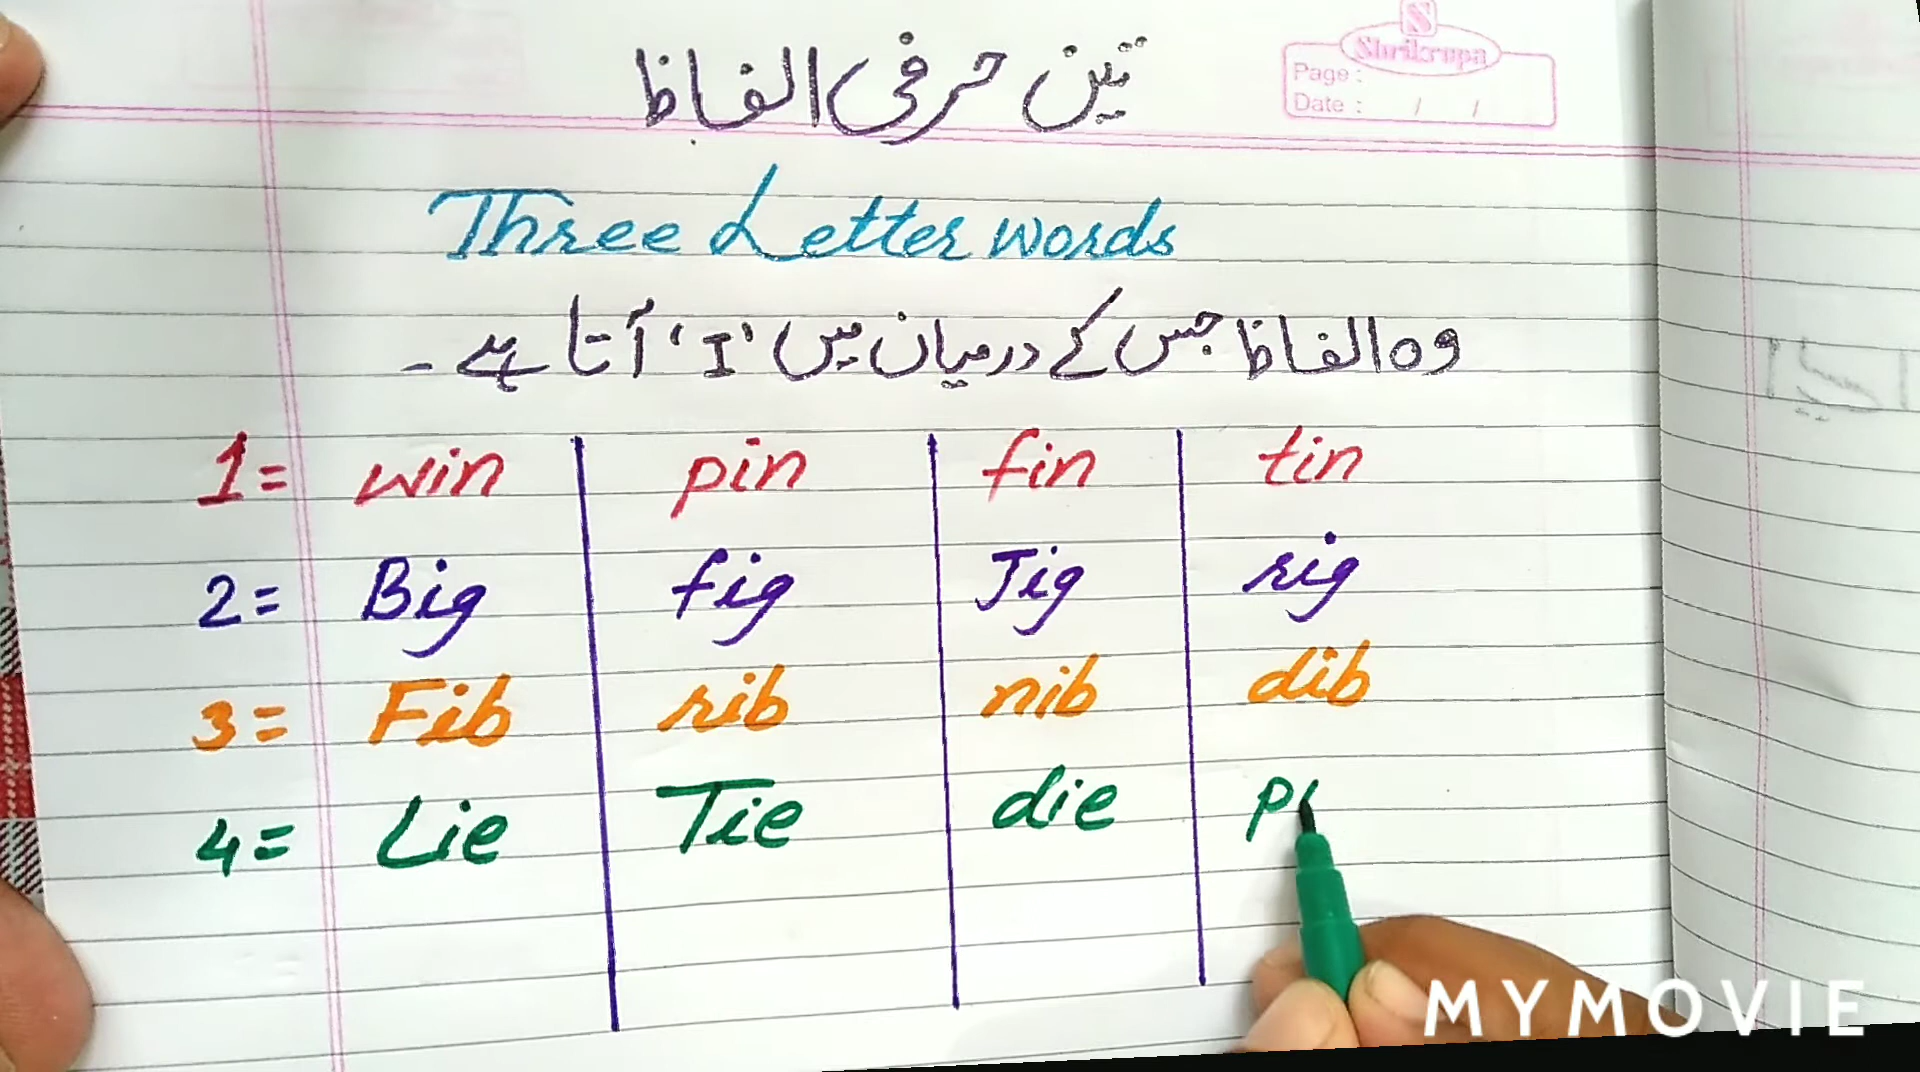 Shrikrupa
Page :
Date : / /
تین حرفی الفاظ
Three Letter words
وہ الفاظ جس کے درمیان میں 'I' آتا ہے ۔
1= win pin fin tin
2= Big fig Jig rig
3= Fib rib nib dib
4= Lie Tie die pi
MYMOVIE